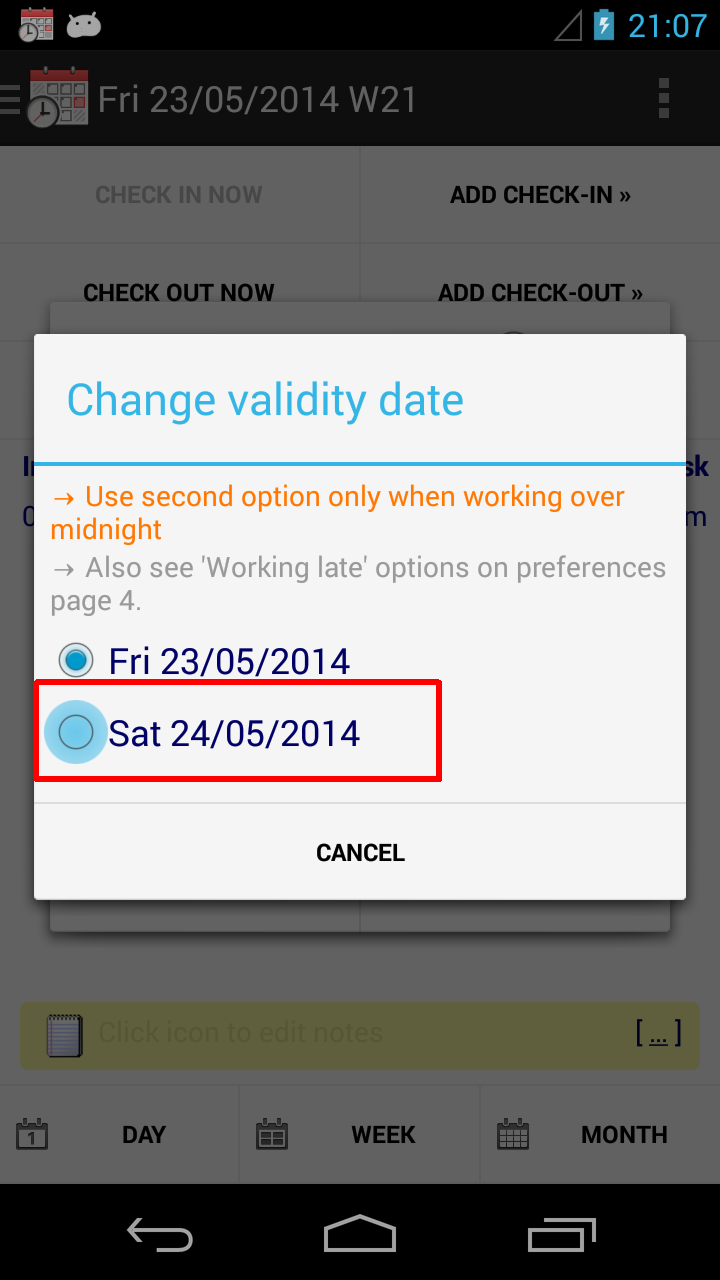 21:07
Fri 23/05/2014 W21
CHECK IN NOW
ADD CHECK-IN »
CHECK OUT NOW
ADD CHECK-OUT »
Change validity date
→ Use second option only when working over
midnight
→ Also see 'Working late' options on preferences
page 4.
Fri 23/05/2014
Sat 24/05/2014
CANCEL
Click icon to edit notes
[ ... ]
1
DAY
WEEK
MONTH